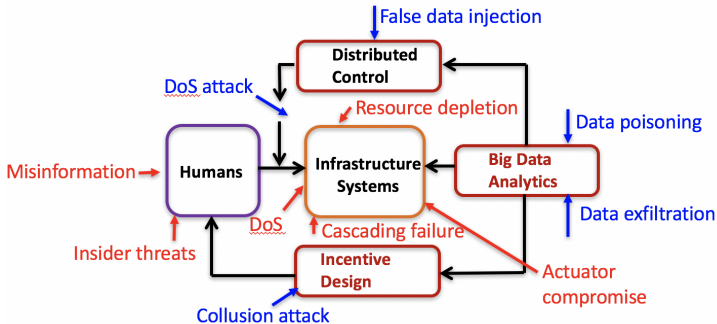 False data injection
Distributed
Control
DoS attack
Resource depletion
Data poisoning
Humans
Infrastructure
Systems
Big Data
Analytics
Misinformation
DoS
Data exfiltration
Cascading failure
Insider threats
Incentive
Design
Actuator
compromise
Collusion attack